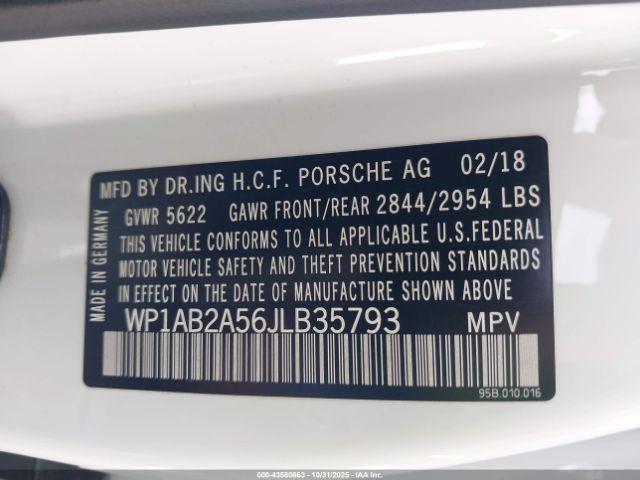 MFD BY DR.ING H.C.F. PORSCHE AG 02/18
GVWR 5622 GAWR FRONT/REAR 2844/2954 LBS
THIS VEHICLE CONFORMS TO ALL APPLICABLE U.S.FEDERAL
MOTOR VEHICLE SAFETY AND THEFT PREVENTION STANDARDS
IN EFFECT ON THE DATE OF MANUFACTURE SHOWN ABOVE
WP1AB2A56JLB35793 MPV
95B.010.016
MADE IN GERMANY
000-43580663 - 10/31/2025 - IAAI.COM